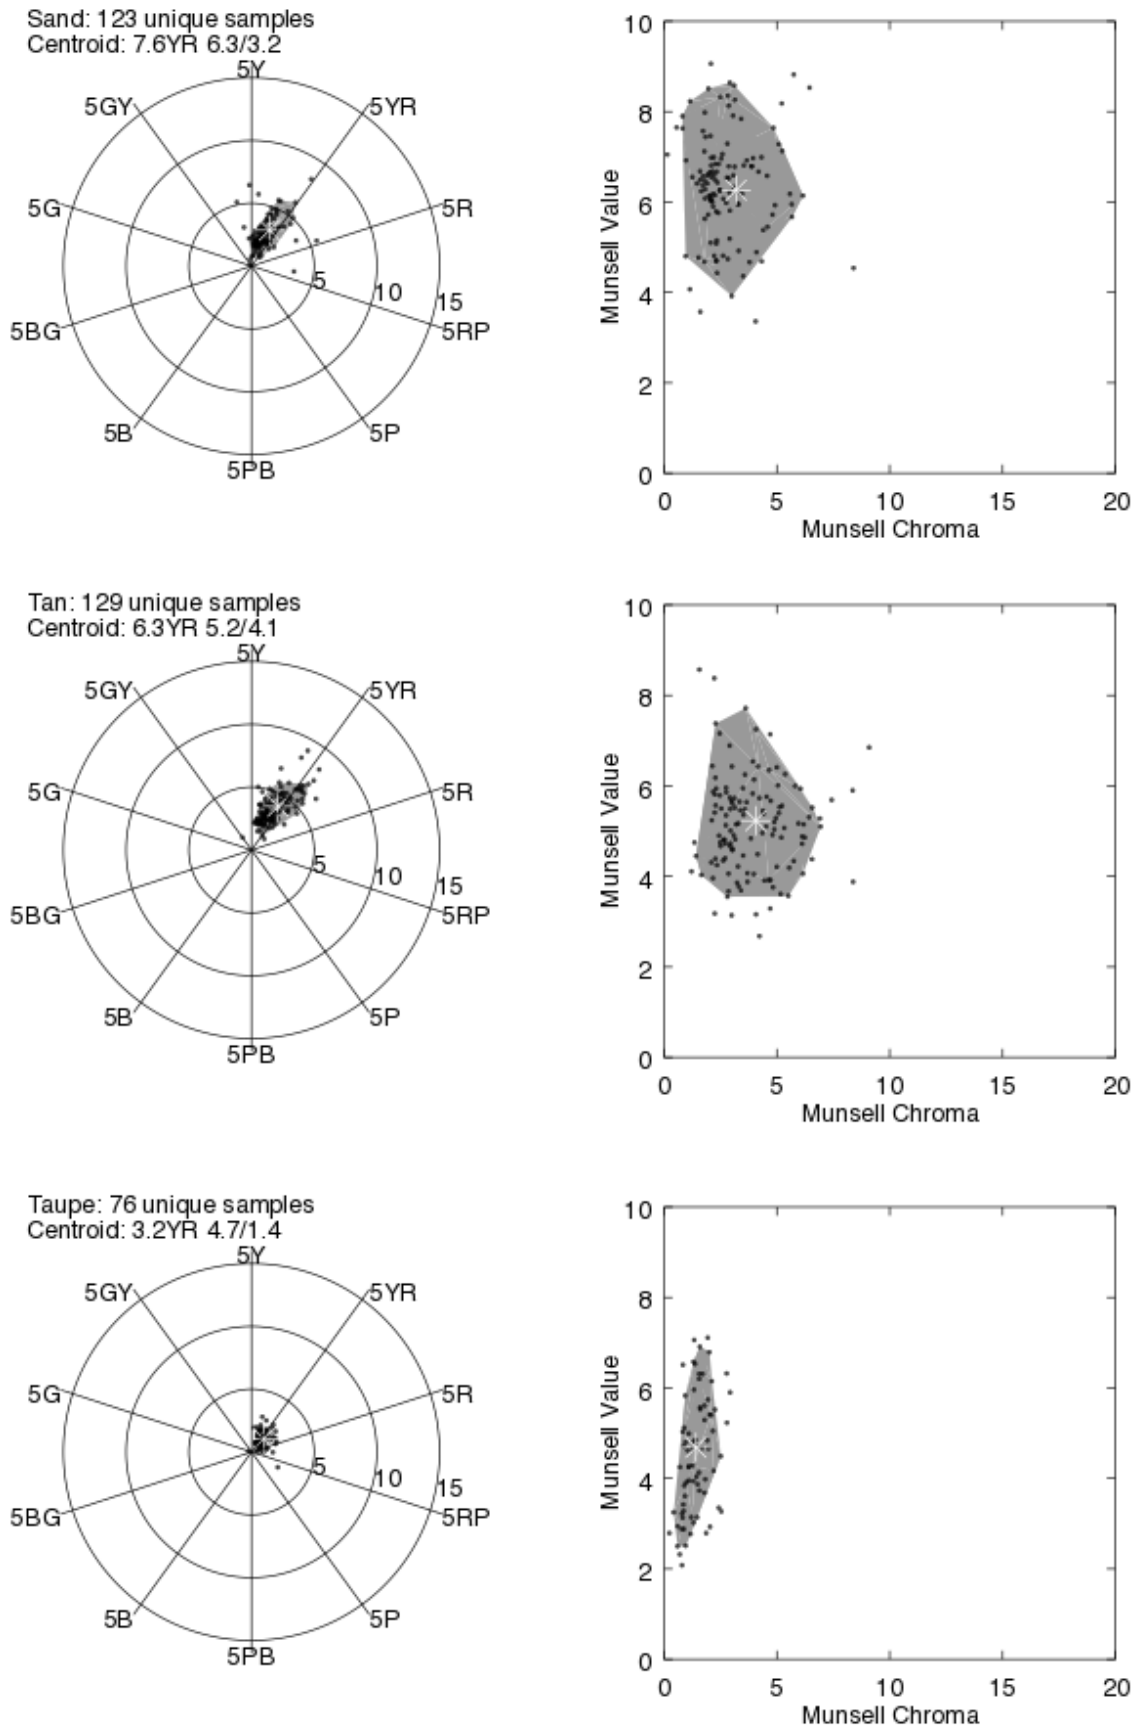 Sand: 123 unique samples
Centroid: 7.6YR 6.3/3.2
5Y
5GY
5YR
5G
5R
5
10
15
5BG
5RP
5B
5P
5PB
10
8
6
4
2
0
Munsell Value
0 5 10 15 20
Munsell Chroma
Tan: 129 unique samples
Centroid: 6.3YR 5.2/4.1
5Y
5GY
5YR
5G
5R
5
10
15
5BG
5RP
5B
5P
5PB
10
8
6
4
2
0
Munsell Value
0 5 10 15 20
Munsell Chroma
Taupe: 76 unique samples
Centroid: 3.2YR 4.7/1.4
5Y
5GY
5YR
5G
5R
5
10
15
5BG
5RP
5B
5P
5PB
10
8
6
4
2
0
Munsell Value
0 5 10 15 20
Munsell Chroma